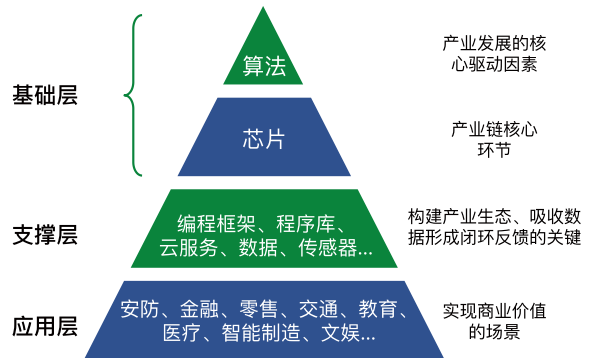 算法
产业发展的核
心驱动因素
基础层
芯片
产业链核心
环节
支撑层
编程框架、程序库、
云服务、数据、传感器...
构建产业生态、吸收数
据形成闭环反馈的关键
应用层
安防、金融、零售、交通、教育、
医疗、智能制造、文娱...
实现商业价值
的场景